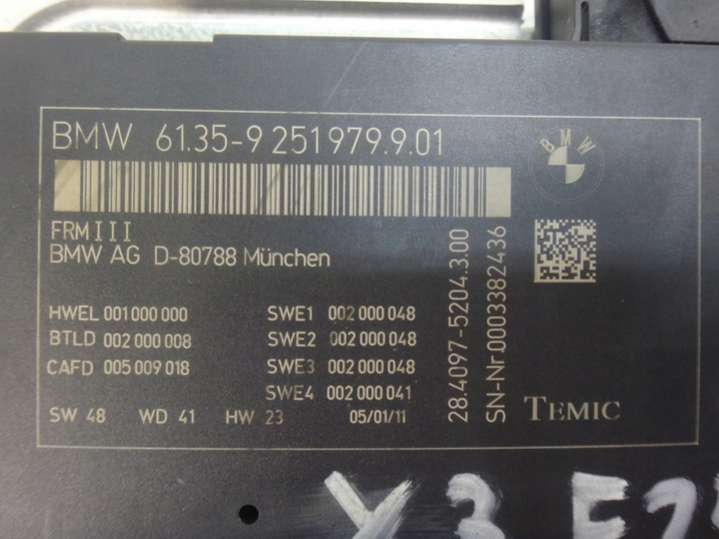 BMW 61.35-9 251979.9.01
BMW
FRMIII
BMW AG D-80788 München
HWEL 001 000 000 SWE1 002 000 048
BTLD 002 000 008 SWE2 002 000 048
CAFD 005 009 018 SWE3 002 000 048
SWE4 002 000 041
SW 48 WD 41 HW 23 05/01/11
28.4097-5204.3.00
SN-Nr.0003382436
TEMIC
X3